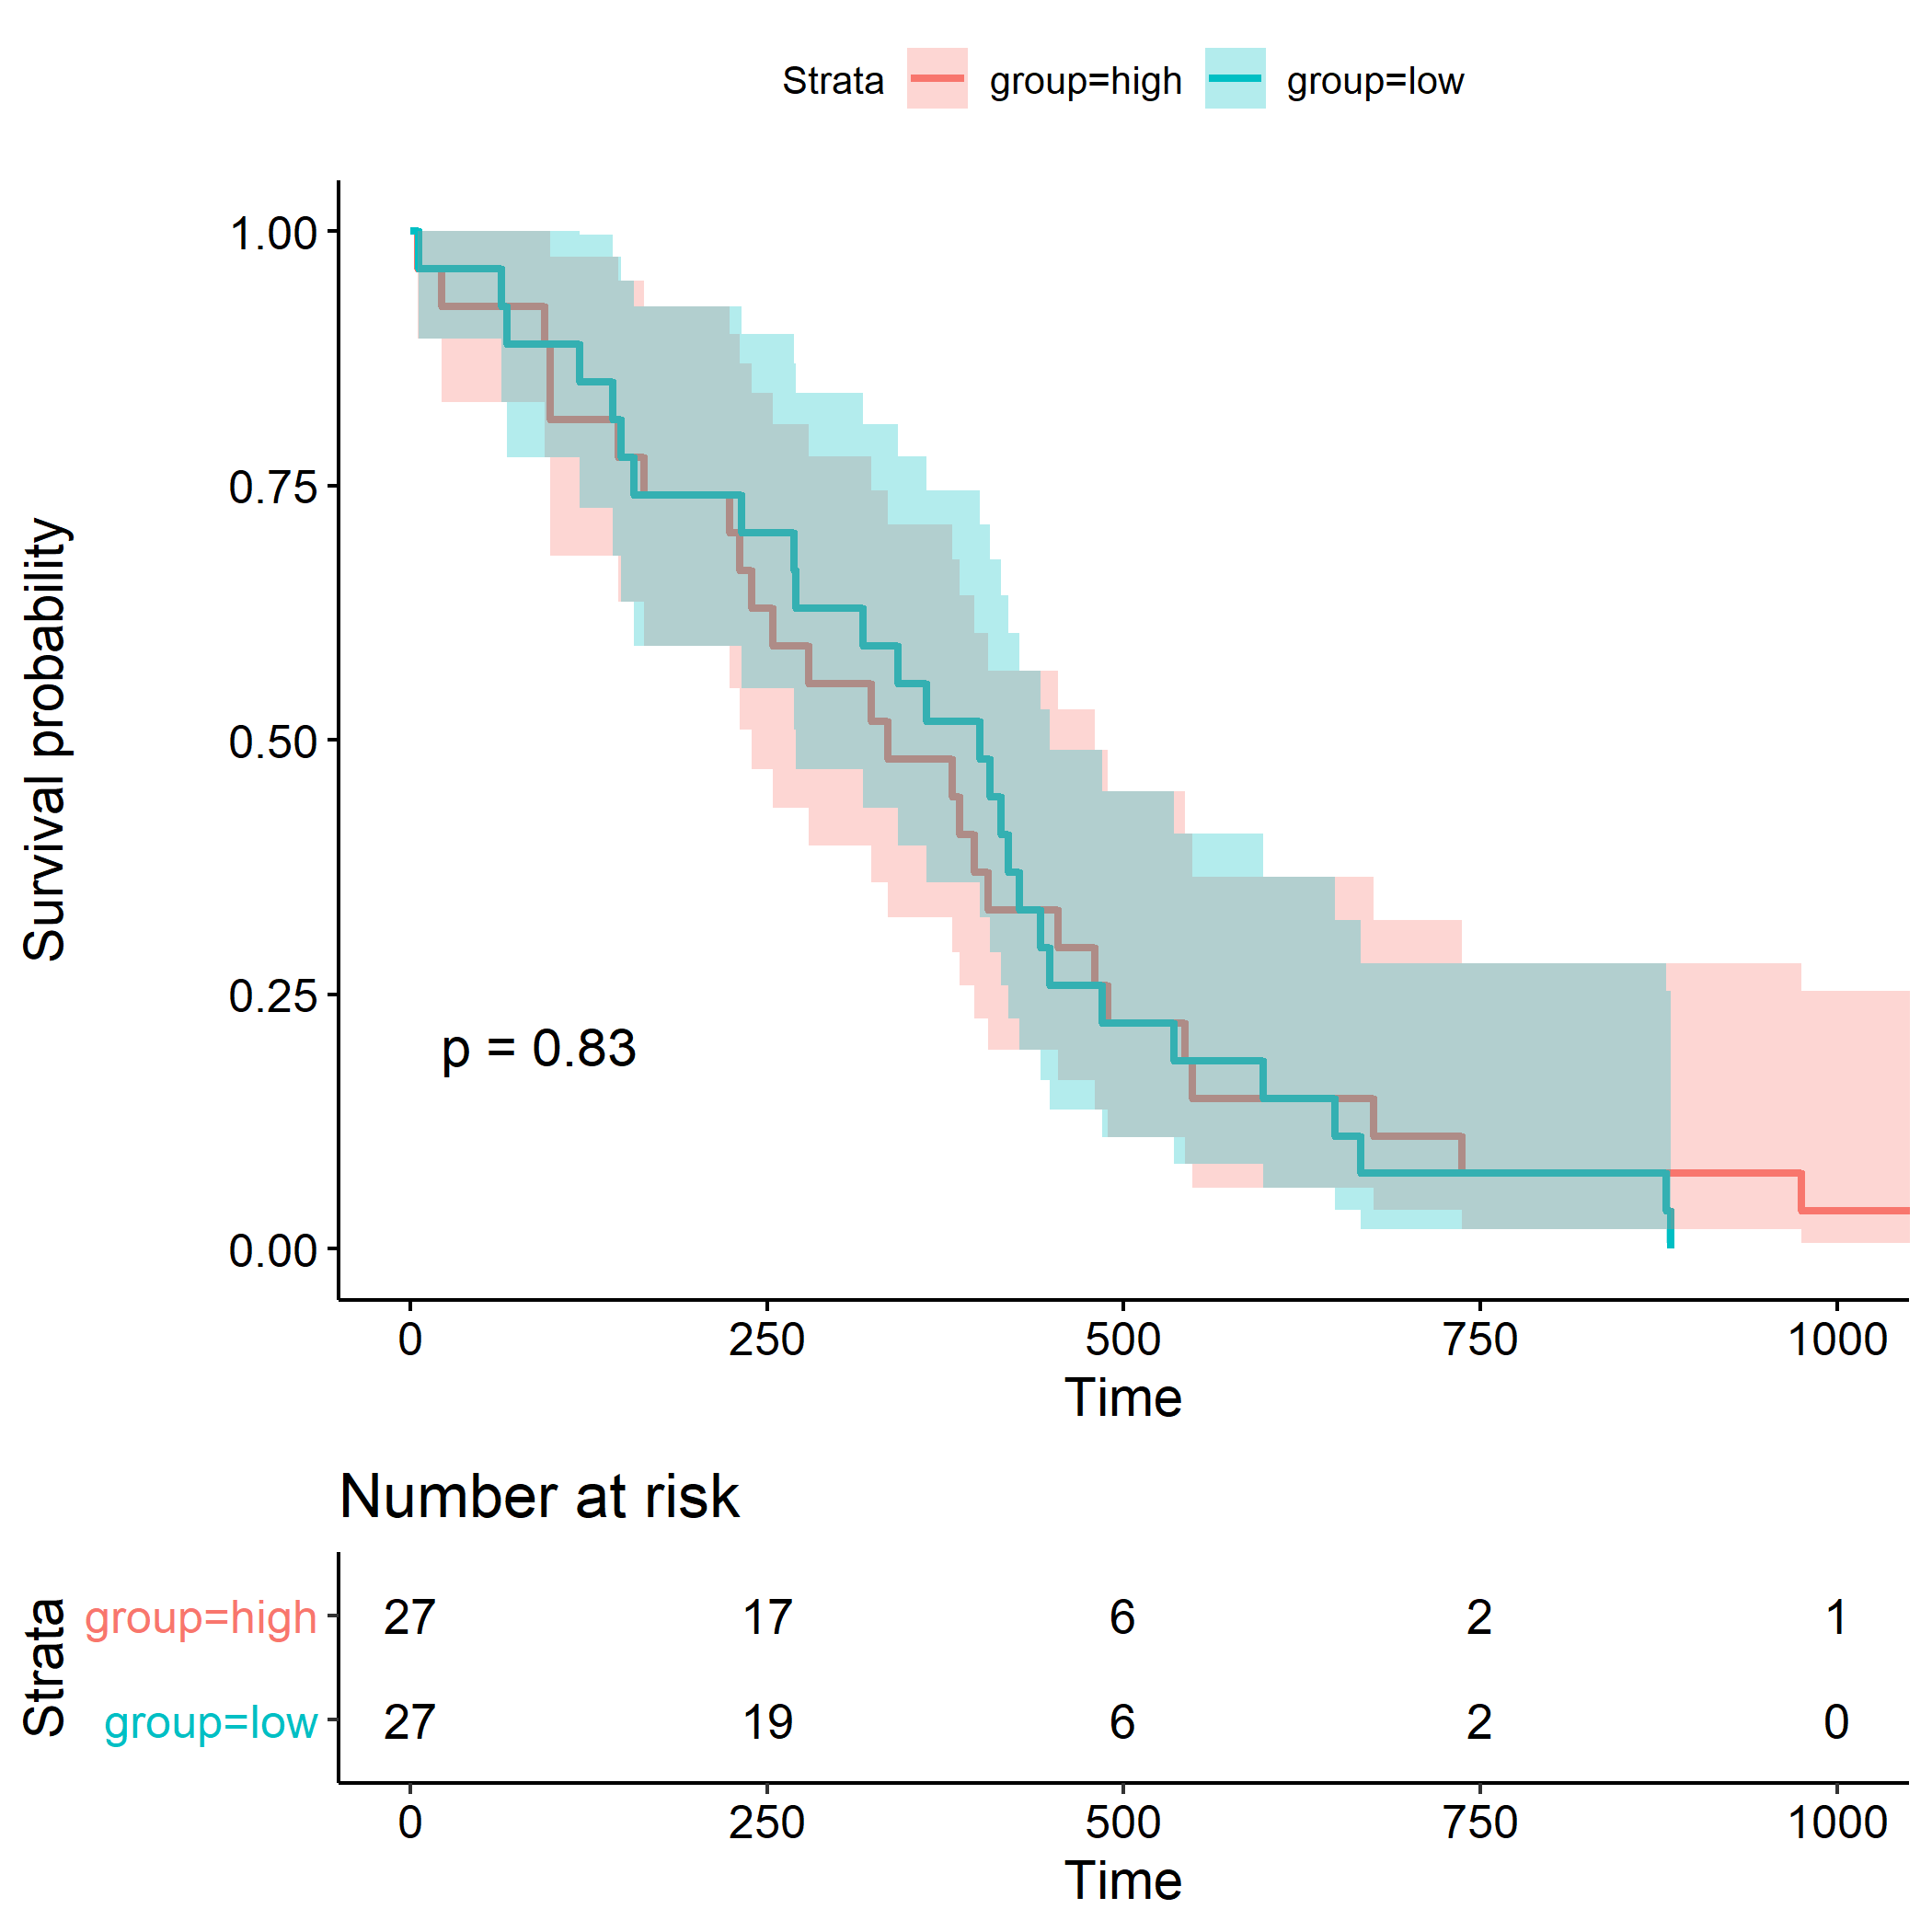 Strata group=high group=low
1.00
0.75
0.50
0.25
0.00
Survival probability
p = 0.83
0 250 500 750 1000
Time
Number at risk
Strata
group=high 27 17 6 2 1
group=low 27 19 6 2 0
0 250 500 750 1000
Time